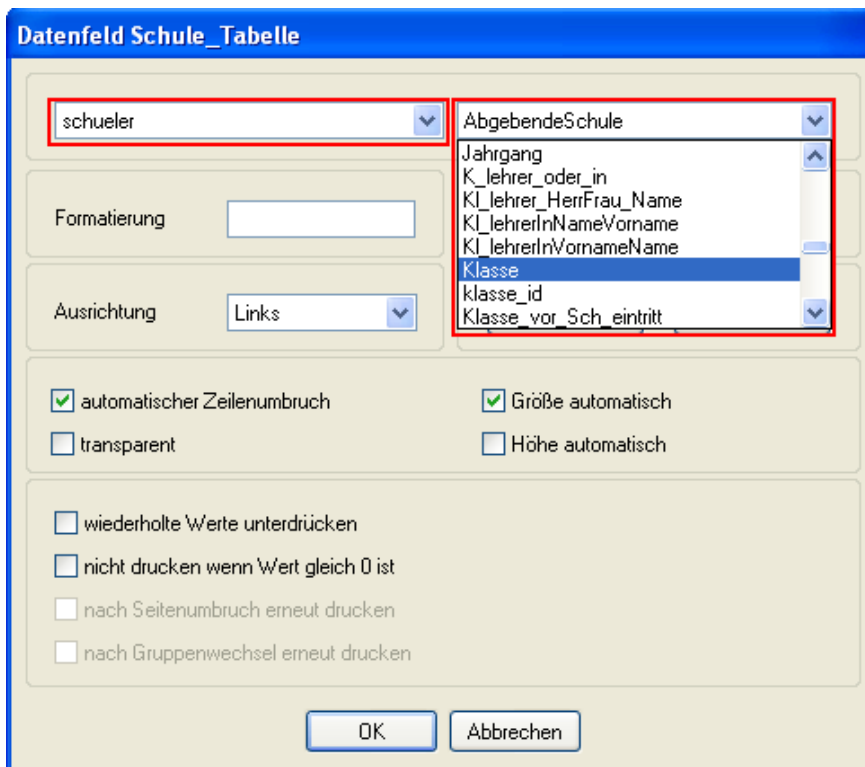 Datenfeld Schule_Tabelle
schueler
AbgebendeSchule
Jahrgang
K_lehrer_oder_in
Kl_lehrer_HerrFrau_Name
Kl_lehrerInNameVorname
Kl_lehrerInVornameName
Klasse
klasse_id
Klasse_vor_Sch_eintritt
Formatierung
Ausrichtung
Links
automatischer Zeilenumbruch
Größe automatisch
transparent
Höhe automatisch
wiederholte Werte unterdrücken
nicht drucken wenn Wert gleich 0 ist
nach Seitenumbruch erneut drucken
nach Gruppenwechsel erneut drucken
OK
Abbrechen